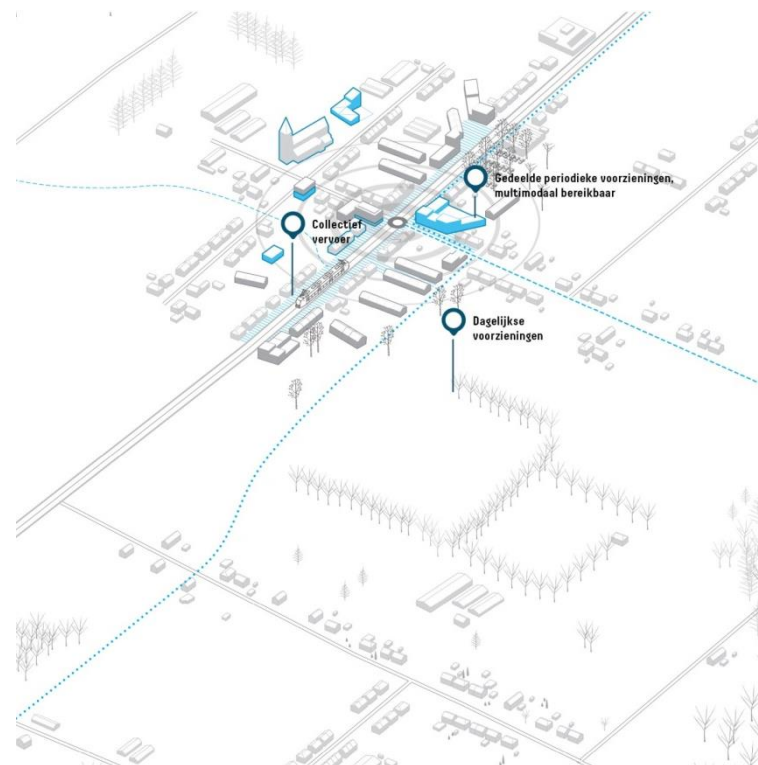 Gedeelde periodieke voorzieningen,
multimodaal bereikbaar
Collectief
vervoer
Dagelijkse
voorzieningen